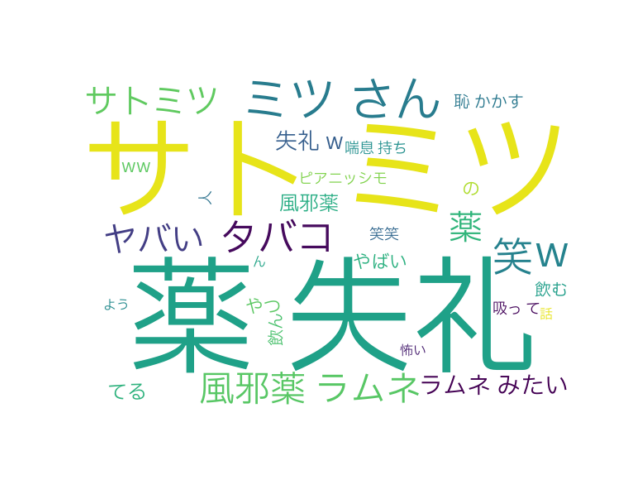 サトミツ
ミツ さん
恥 かかす
サト ミツ
失礼 w
喘息 持ち
ww
ピアニッシモ
の
人
風邪薬
薬
ヤバい
タバコ
笑笑
笑w
ん
やばい
薬 失礼
飲む
よう
やつ
飲んづ
吸っ て
話
怖い
てる
風邪薬 ラムネ
ラムネ みたい